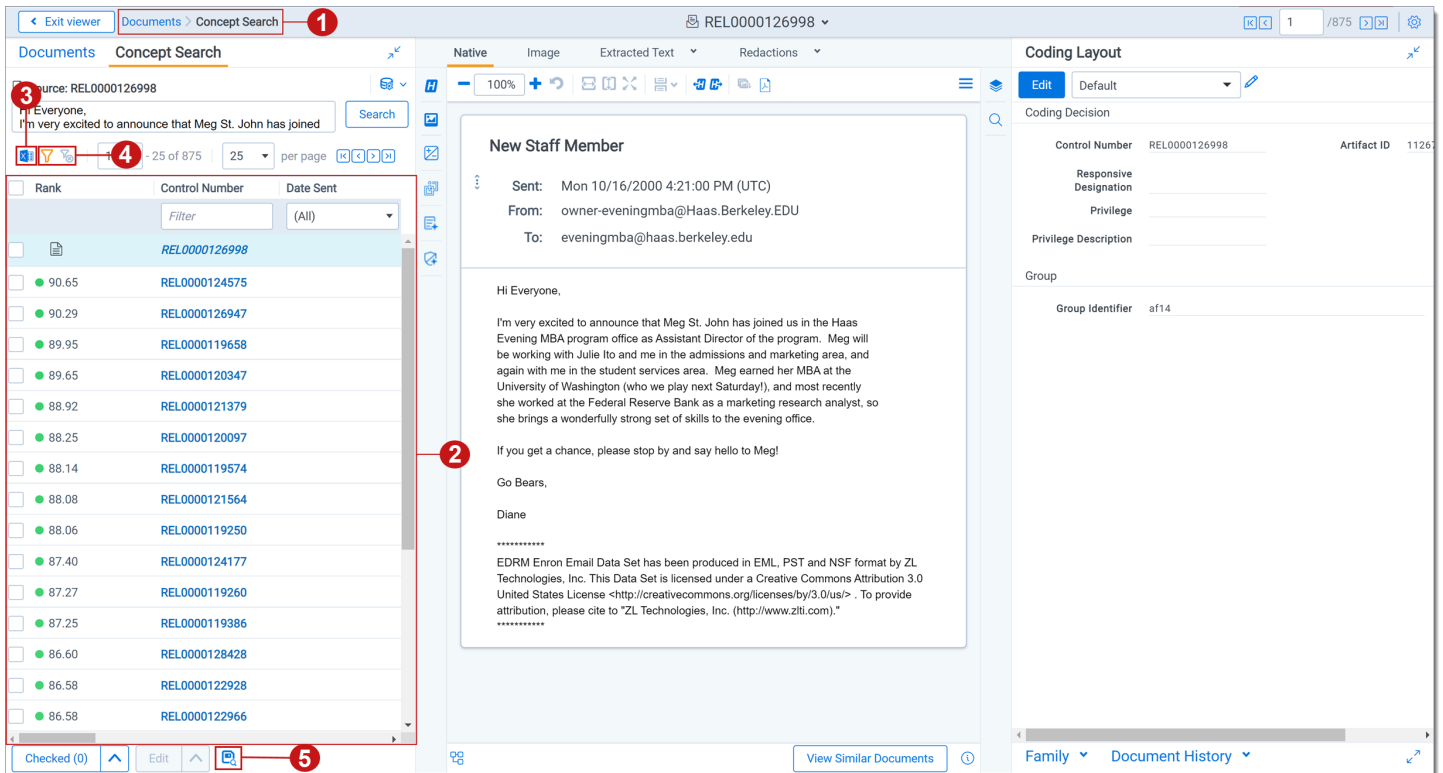 Exit viewer
Documents > Concept Search
1
REL0000126998
1 /875
Documents Concept Search
Source: REL0000126998
Hi Everyone,
I'm very excited to announce that Meg St. John has joined
Search
3
4
- 25 of 875 25 per page
Rank Control Number Date Sent
Filter (All)
REL0000126998
90.65 REL0000124575
90.29 REL0000126947
89.95 REL0000119658
89.65 REL0000120347
88.92 REL0000121379
88.25 REL0000120097
88.14 REL0000119574
88.08 REL0000121564
88.06 REL0000119250
87.40 REL0000124177
87.27 REL0000119260
87.25 REL0000119386
86.60 REL0000128428
86.58 REL0000122928
86.58 REL0000122966
2
Checked (0) Edit
5
Native Image Extracted Text Redactions
100%
New Staff Member
Sent: Mon 10/16/2000 4:21:00 PM (UTC)
From: owner-eveningmba@Haas.Berkeley.EDU
To: eveningmba@haas.berkeley.edu
Hi Everyone,
I'm very excited to announce that Meg St. John has joined us in the Haas
Evening MBA program office as Assistant Director of the program.  Meg will
be working with Julie Ito and me in the admissions and marketing area, and
again with me in the student services area.  Meg earned her MBA at the
University of Washington (who we play next Saturday!), and most recently
she worked at the Federal Reserve Bank as a marketing research analyst, so
she brings a wonderfully strong set of skills to the evening office.
If you get a chance, please stop by and say hello to Meg!
Go Bears,
Diane
***********
EDRM Enron Email Data Set has been produced in EML, PST and NSF format by ZL
Technologies, Inc. This Data Set is licensed under a Creative Commons Attribution 3.0
United States License <http://creativecommons.org/licenses/by/3.0/us/> . To provide
attribution, please cite to "ZL Technologies, Inc. (http://www.zlti.com)."
***********
View Similar Documents
Coding Layout
Edit Default
Coding Decision
Control Number REL0000126998 Artifact ID 1126
Responsive
Designation
Privilege
Privilege Description
Group
Group Identifier af14
Family Document History